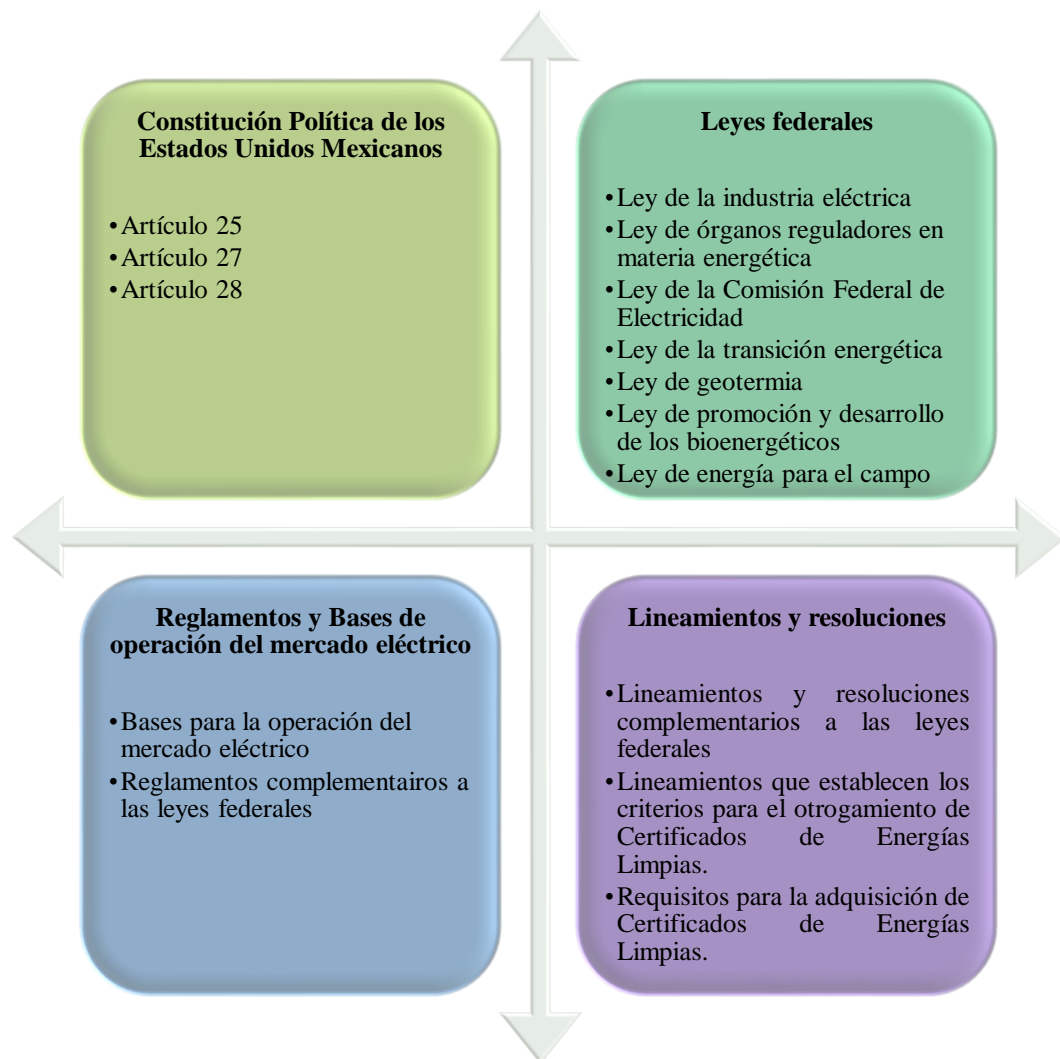 Constitución Política de los
Estados Unidos Mexicanos
•Artículo 25
•Artículo 27
•Artículo 28
Leyes federales
•Ley de la industria eléctrica
•Ley de órganos reguladores en
materia energética
•Ley de la Comisión Federal de
Electricidad
•Ley de la transición energética
•Ley de geotermia
•Ley de promoción y desarrollo
de los bioenergéticos
•Ley de energía para el campo
Reglamentos y Bases de
operación del mercado eléctrico
•Bases para la operación del
mercado eléctrico
•Reglamentos complementairos a
las leyes federales
Lineamientos y resoluciones
•Lineamientos y resoluciones
complementarios a las leyes
federales
•Lineamientos que establecen los
criterios para el otrogamiento de
Certificados de Energías
Limpias.
•Requisitos para la adquisición de
Certificados de Energías
Limpias.